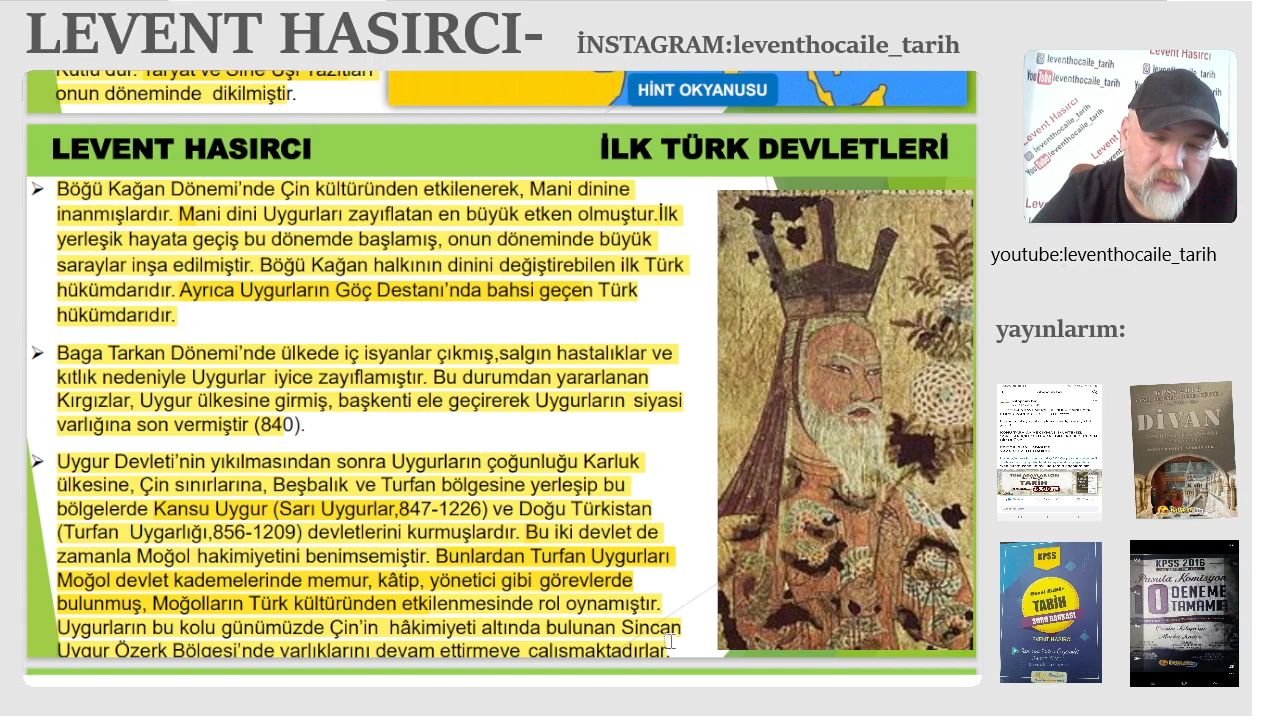 LEVENT HASIRCI-
İNSTAGRAM:leventhocaile_tarih
Kutlu'dur. Taryat ve Sine Uşi Yazıtları
onun döneminde dikilmiştir.
HİNT OKYANUSU
LEVENT HASIRCI
İLK TÜRK DEVLETLERİ
Böğü Kağan Dönemi'nde Çin kültüründen etkilenerek, Mani dinine
inanmışlardır. Mani dini Uygurları zayıflatan en büyük etken olmuştur.İlk
yerleşik hayata geçiş bu dönemde başlamış, onun döneminde büyük
saraylar inşa edilmiştir. Böğü Kağan halkının dinini değiştirebilen ilk Türk
hükümdarıdır. Ayrıca Uygurların Göç Destanı'nda bahsi geçen Türk
hükümdarıdır.
Baga Tarkan Dönemi'nde ülkede iç isyanlar çıkmış,salgın hastalıklar ve
kıtlık nedeniyle Uygurlar iyice zayıflamıştır. Bu durumdan yararlanan
Kırgızlar, Uygur ülkesine girmiş, başkenti ele geçirerek Uygurların siyasi
varlığına son vermiştir (840).
Uygur Devleti'nin yıkılmasından sonra Uygurların çoğunluğu Karluk
ülkesine, Çin sınırlarına, Beşbalık ve Turfan bölgesine yerleşip bu
bölgelerde Kansu Uygur (Sarı Uygurlar,847-1226) ve Doğu Türkistan
(Turfan Uygarlığı,856-1209) devletlerini kurmuşlardır. Bu iki devlet de
zamanla Moğol hakimiyetini benimsemiştir. Bunlardan Turfan Uygurları
Moğol devlet kademelerinde memur, kâtip, yönetici gibi görevlerde
bulunmuş, Moğolların Türk kültüründen etkilenmesinde rol oynamıştır.
Uygurların bu kolu günümüzde Çin'in hâkimiyeti altında bulunan Sincan
Uygur Özerk Bölgesi'nde varlıklarını devam ettirmeye çalışmaktadırlar.
Levent Hasırcı
leventhocaile_tarih
YouTube leventhocaile_tarih
youtube:leventhocaile_tarih
yayınlarım:
TARİH
KPSS 2016
DİVAN
KPSS
Genel Kültür
TARİH
SORU BANKASI
LEVENT HASIRCI
KPSS 2016
Pusula Komisyon
10 DENEME
TAMAMI